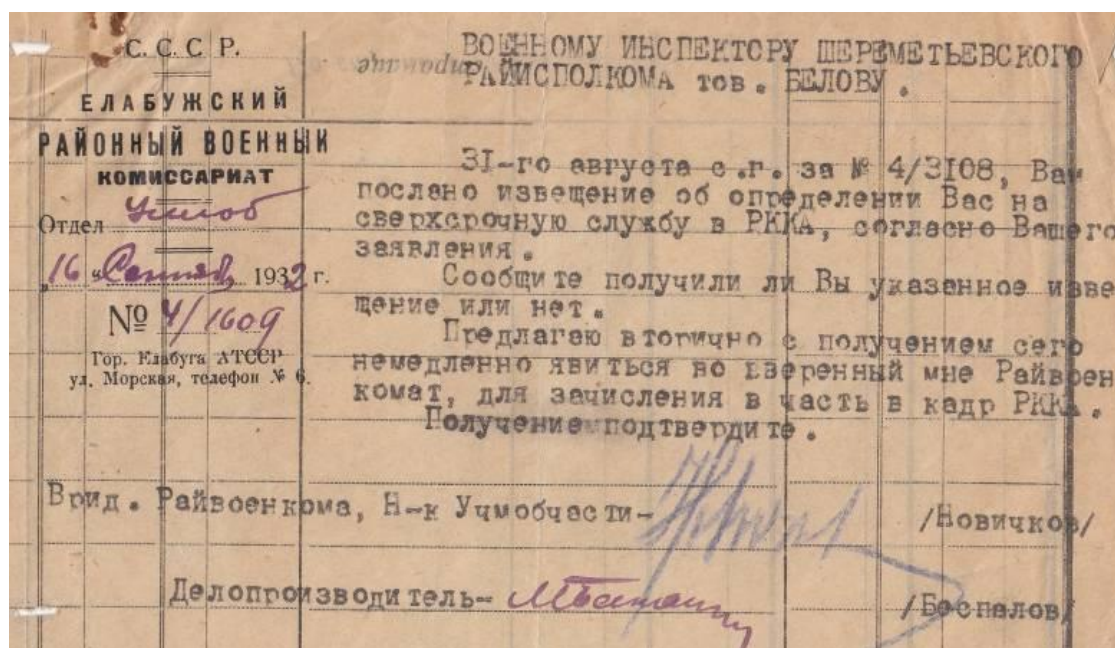 С. С. С. Р.
ЕЛАБУЖСКИЙ
РАЙОННЫЙ ВОЕННЫЙ
КОМИССАРИАТ
Отдел Учмоб
„16 “ Сентяб 1932 г.
№ 4/1609
Гор. Елабуга АТССР
ул. Морская, телефон № 6.
ВОЕННОМУ ИНСПЕКТОРУ ШЕРЕМЕТЬЕВСКОГО
РАЙИСПОЛКОМА тов. БЕЛОВУ.
31-го августа с.г. за № 4/3108, Вам
послано извещение об определении Вас на
сверхсрочную службу в РККА, согласно Вашего
заявления.
Сообщите получили ли Вы указанное изве
щение или нет.
Предлагаю вторично с получением сего
немедленно явиться во вверенный мне Райвоен
комат, для зачисления в часть в кадр РККА.
Получение подтвердите.
Врид. Райвоенкома, Н-к Учмобчасти- /Новичков/
Делопроизводитель- /Беспалов/